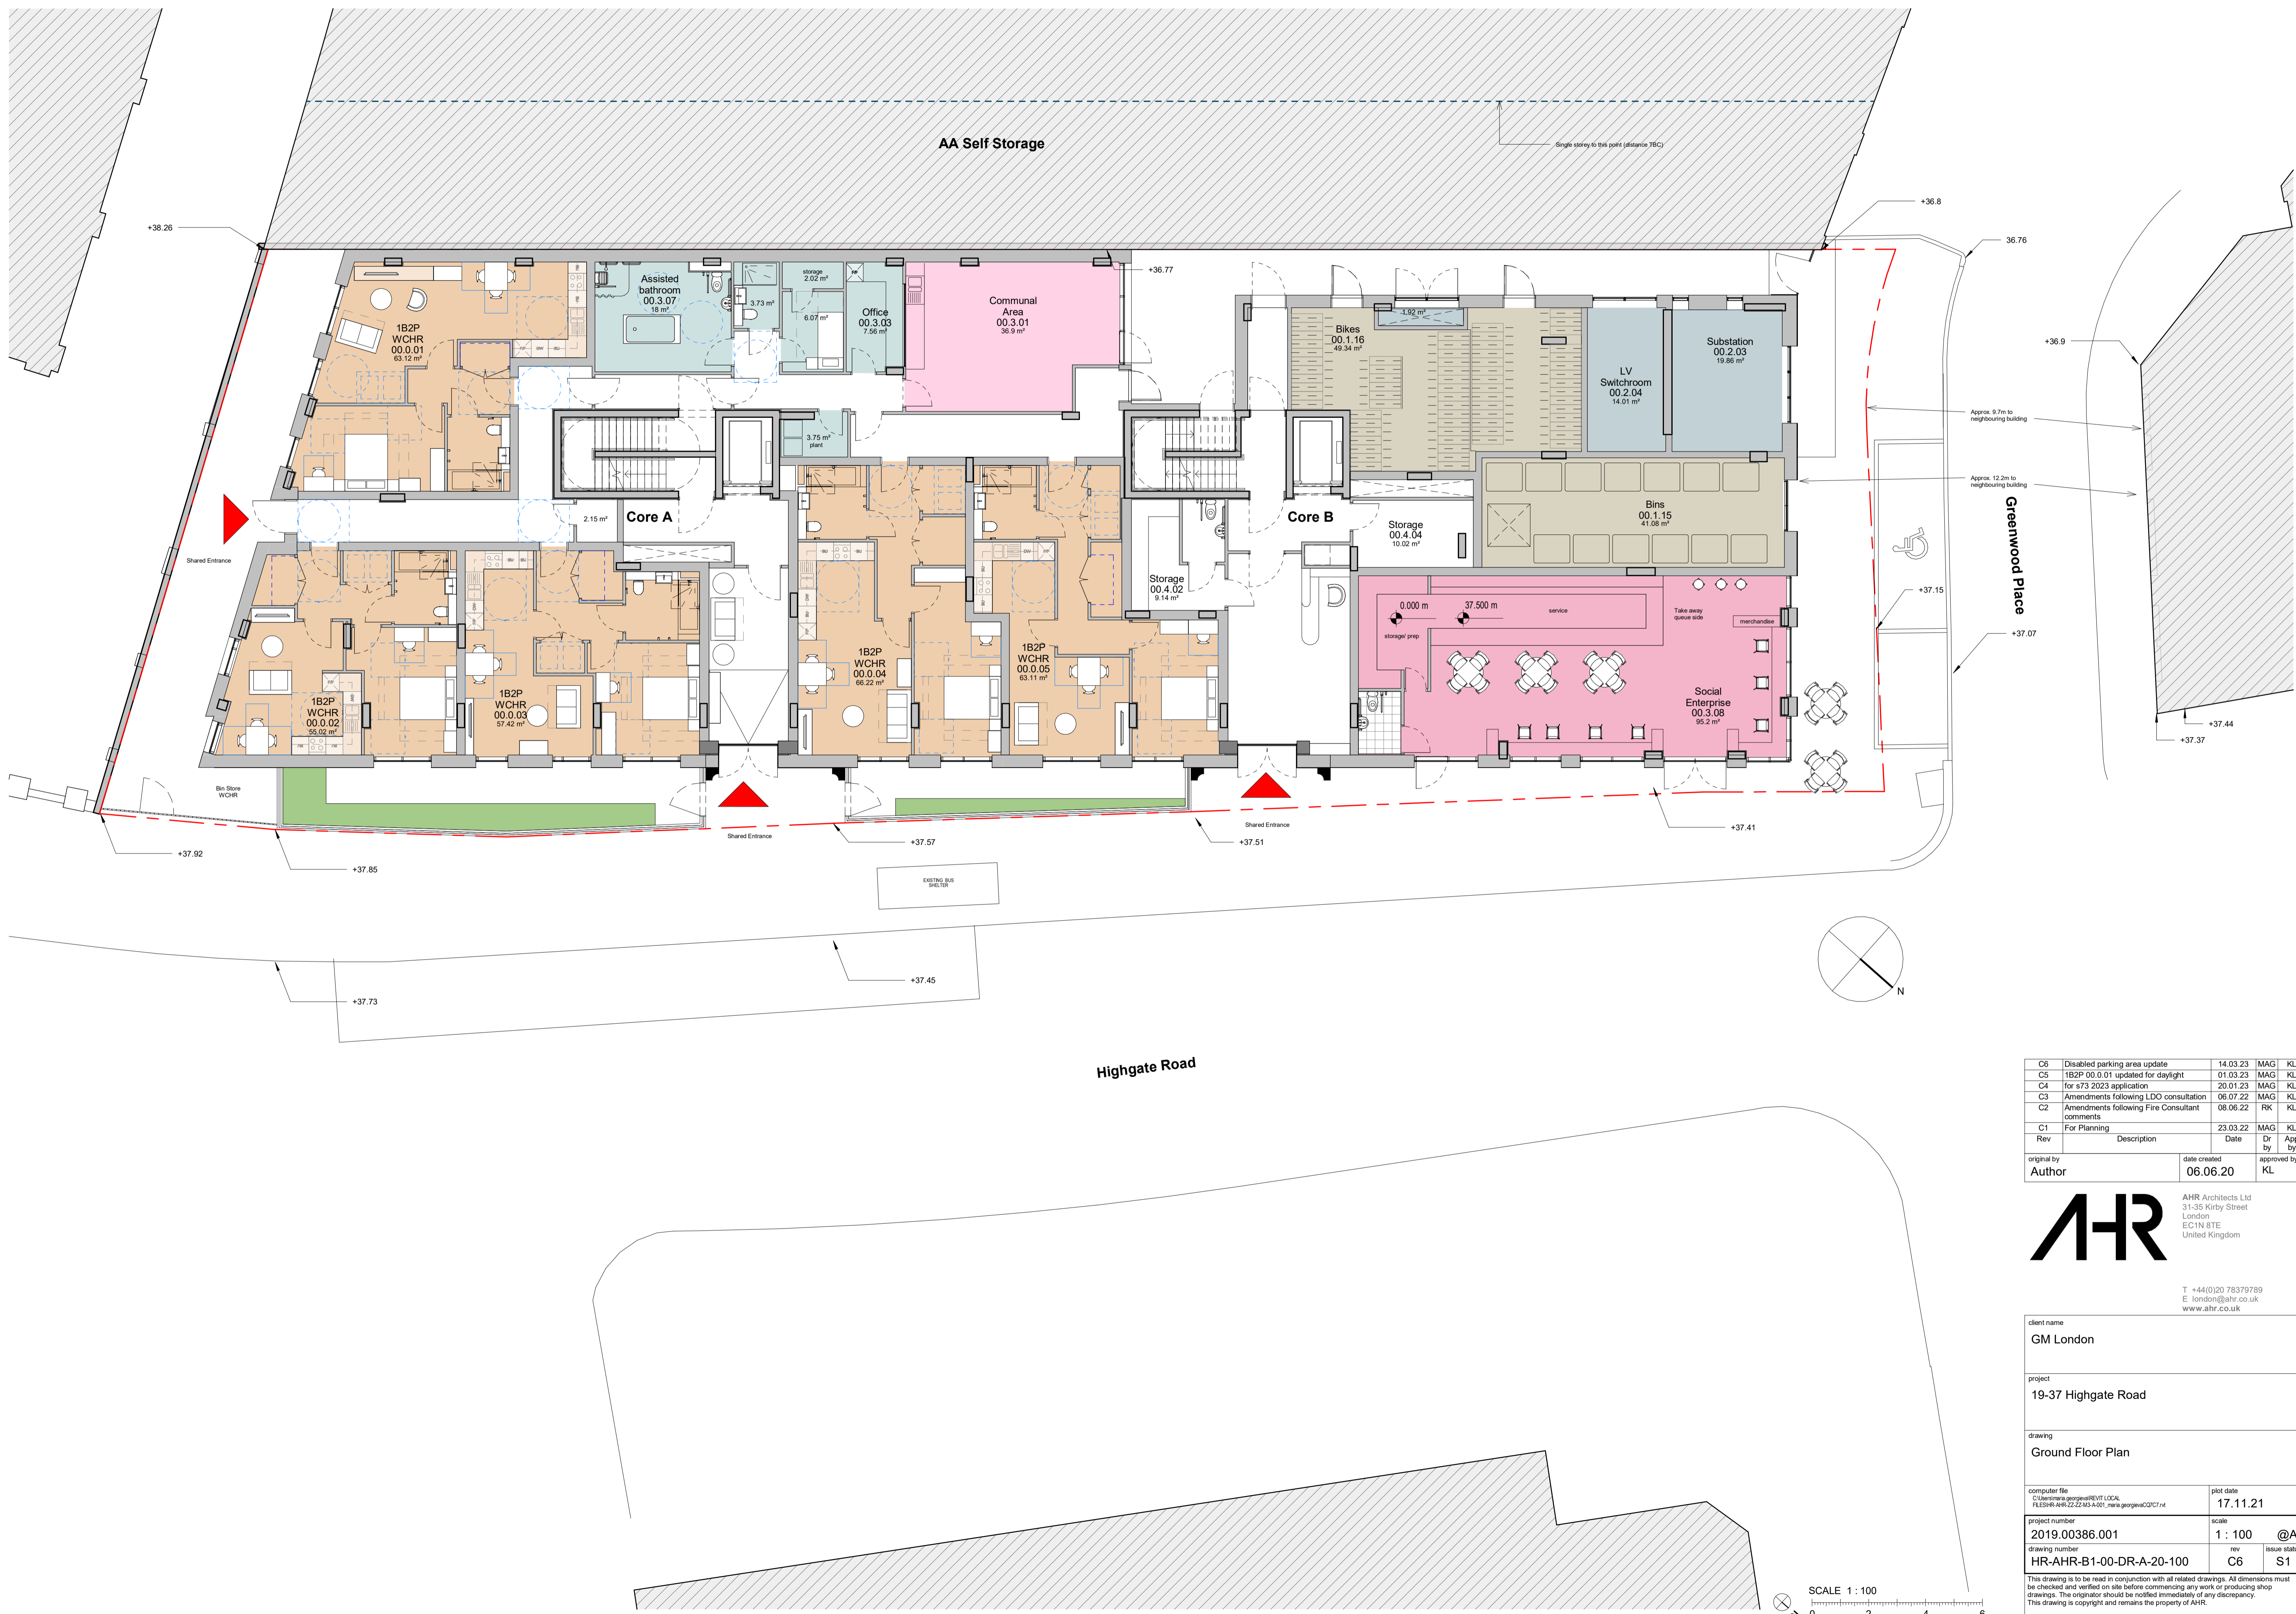 AA Self Storage
Single storey to this point (distance TBC)
+38.26
+36.8
36.76
+36.77
+36.9
1B2P
WCHR
00.0.01
63.12 m²
Assisted
bathroom
00.3.07
18 m²
3.73 m²
storage
2.02 m²
6.07 m²
Office
00.3.03
7.56 m²
Communal
Area
00.3.01
36.9 m²
Bikes
00.1.16
49.34 m²
1.92 m²
LV
Switchroom
00.2.04
14.01 m²
Substation
00.2.03
19.86 m²
Approx. 9.7m to
neighbouring building
Approx. 12.2m to
neighbouring building
3.75 m²
plant
2.15 m²
Core A
Core B
Storage
00.4.04
10.02 m²
Bins
00.1.15
41.08 m²
Greenwood Place
Shared Entrance
Storage
00.4.02
9.14 m²
0.000 m
37.500 m
service
storage/ prep
Take away
queue side
merchandise
+37.15
+37.07
1B2P
WCHR
00.0.02
55.02 m²
1B2P
WCHR
00.0.03
57.42 m²
1B2P
WCHR
00.0.04
66.22 m²
1B2P
WCHR
00.0.05
63.11 m²
Social
Enterprise
00.3.08
95.2 m²
+37.44
+37.37
Bin Store
WCHR
Shared Entrance
Shared Entrance
+37.92
+37.85
+37.57
+37.51
+37.41
EXISTING BUS
SHELTER
+37.73
+37.45
N
Highgate Road
C6 Disabled parking area update 14.03.23 MAG KL
C5 1B2P 00.0.01 updated for daylight 01.03.23 MAG KL
C4 for s73 2023 application 20.01.23 MAG KL
C3 Amendments following LDO consultation 06.07.22 MAG KL
C2 Amendments following Fire Consultant comments 08.06.22 RK KL
C1 For Planning 23.03.22 MAG KL
Rev Description Date Dr by App by
original by
Author
date created
06.06.20
approved by
KL
AHR
AHR Architects Ltd
31-35 Kirby Street
London
EC1N 8TE
United Kingdom
T +44(0)20 78379789
E london@ahr.co.uk
www.ahr.co.uk
client name
GM London
project
19-37 Highgate Road
drawing
Ground Floor Plan
computer file
C:\Users\maria.georgieva\REVIT LOCAL
plot date
17.11.21
project number
2019.00386.001
scale
1 : 100 @A
drawing number
HR-AHR-B1-00-DR-A-20-100
rev
C6
issue stat
S1
This drawing is to be read in conjunction with all related drawings. All dimensions must
be checked and verified on site before commencing any work or producing shop
drawings. The originator should be notified immediately of any discrepancy.
This drawing is copyright and remains the property of AHR.
SCALE 1 : 100
0 2 4 6